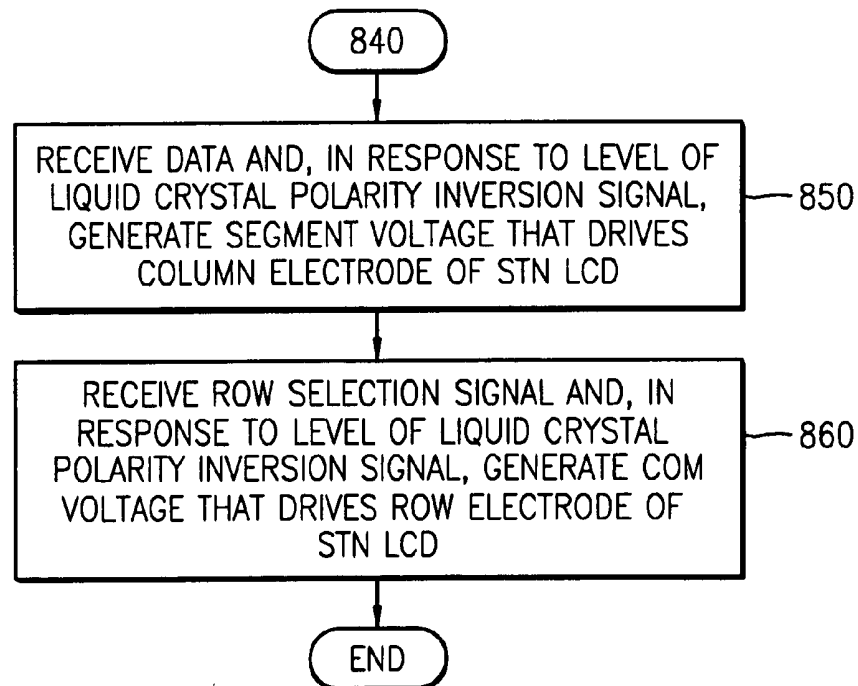 840
RECEIVE DATA AND, IN RESPONSE TO LEVEL OF
LIQUID CRYSTAL POLARITY INVERSION SIGNAL,
GENERATE SEGMENT VOLTAGE THAT DRIVES
COLUMN ELECTRODE OF STN LCD
850
RECEIVE ROW SELECTION SIGNAL AND, IN
RESPONSE TO LEVEL OF LIQUID CRYSTAL
POLARITY INVERSION SIGNAL, GENERATE COM
VOLTAGE THAT DRIVES ROW ELECTRODE OF
STN LCD
860
END